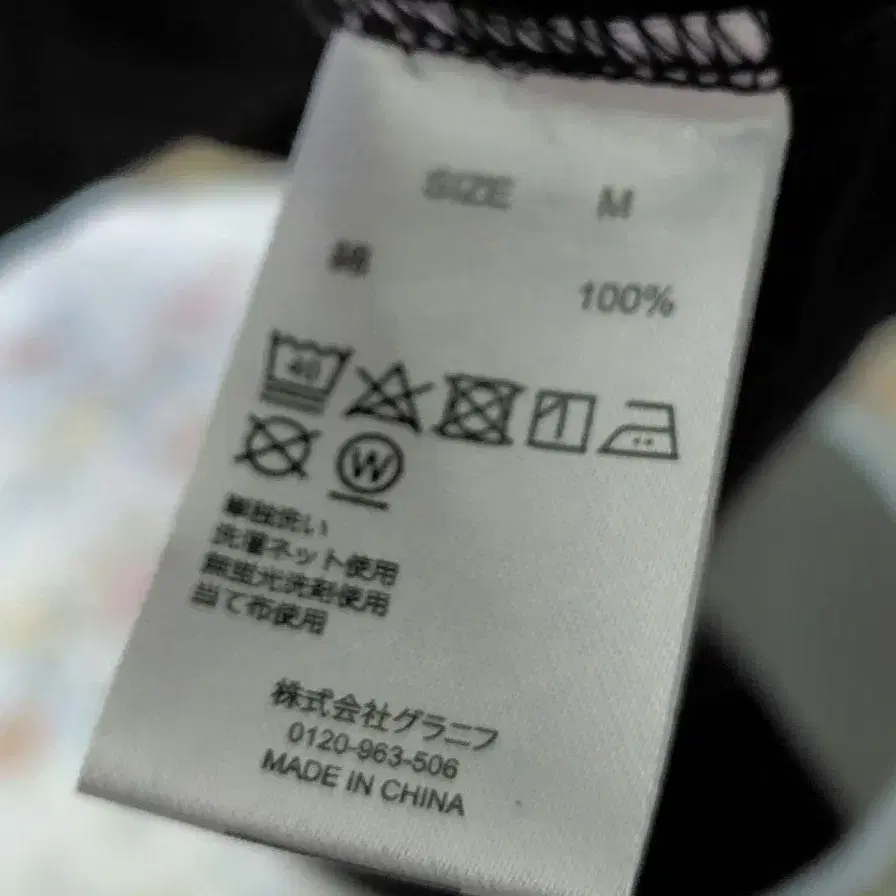 SIZE M
綿 100%
40
W
単独洗い
洗濯ネット使用
無蛍光洗剤使用
当て布使用
株式会社グラニフ
0120-963-506
MADE IN CHINA